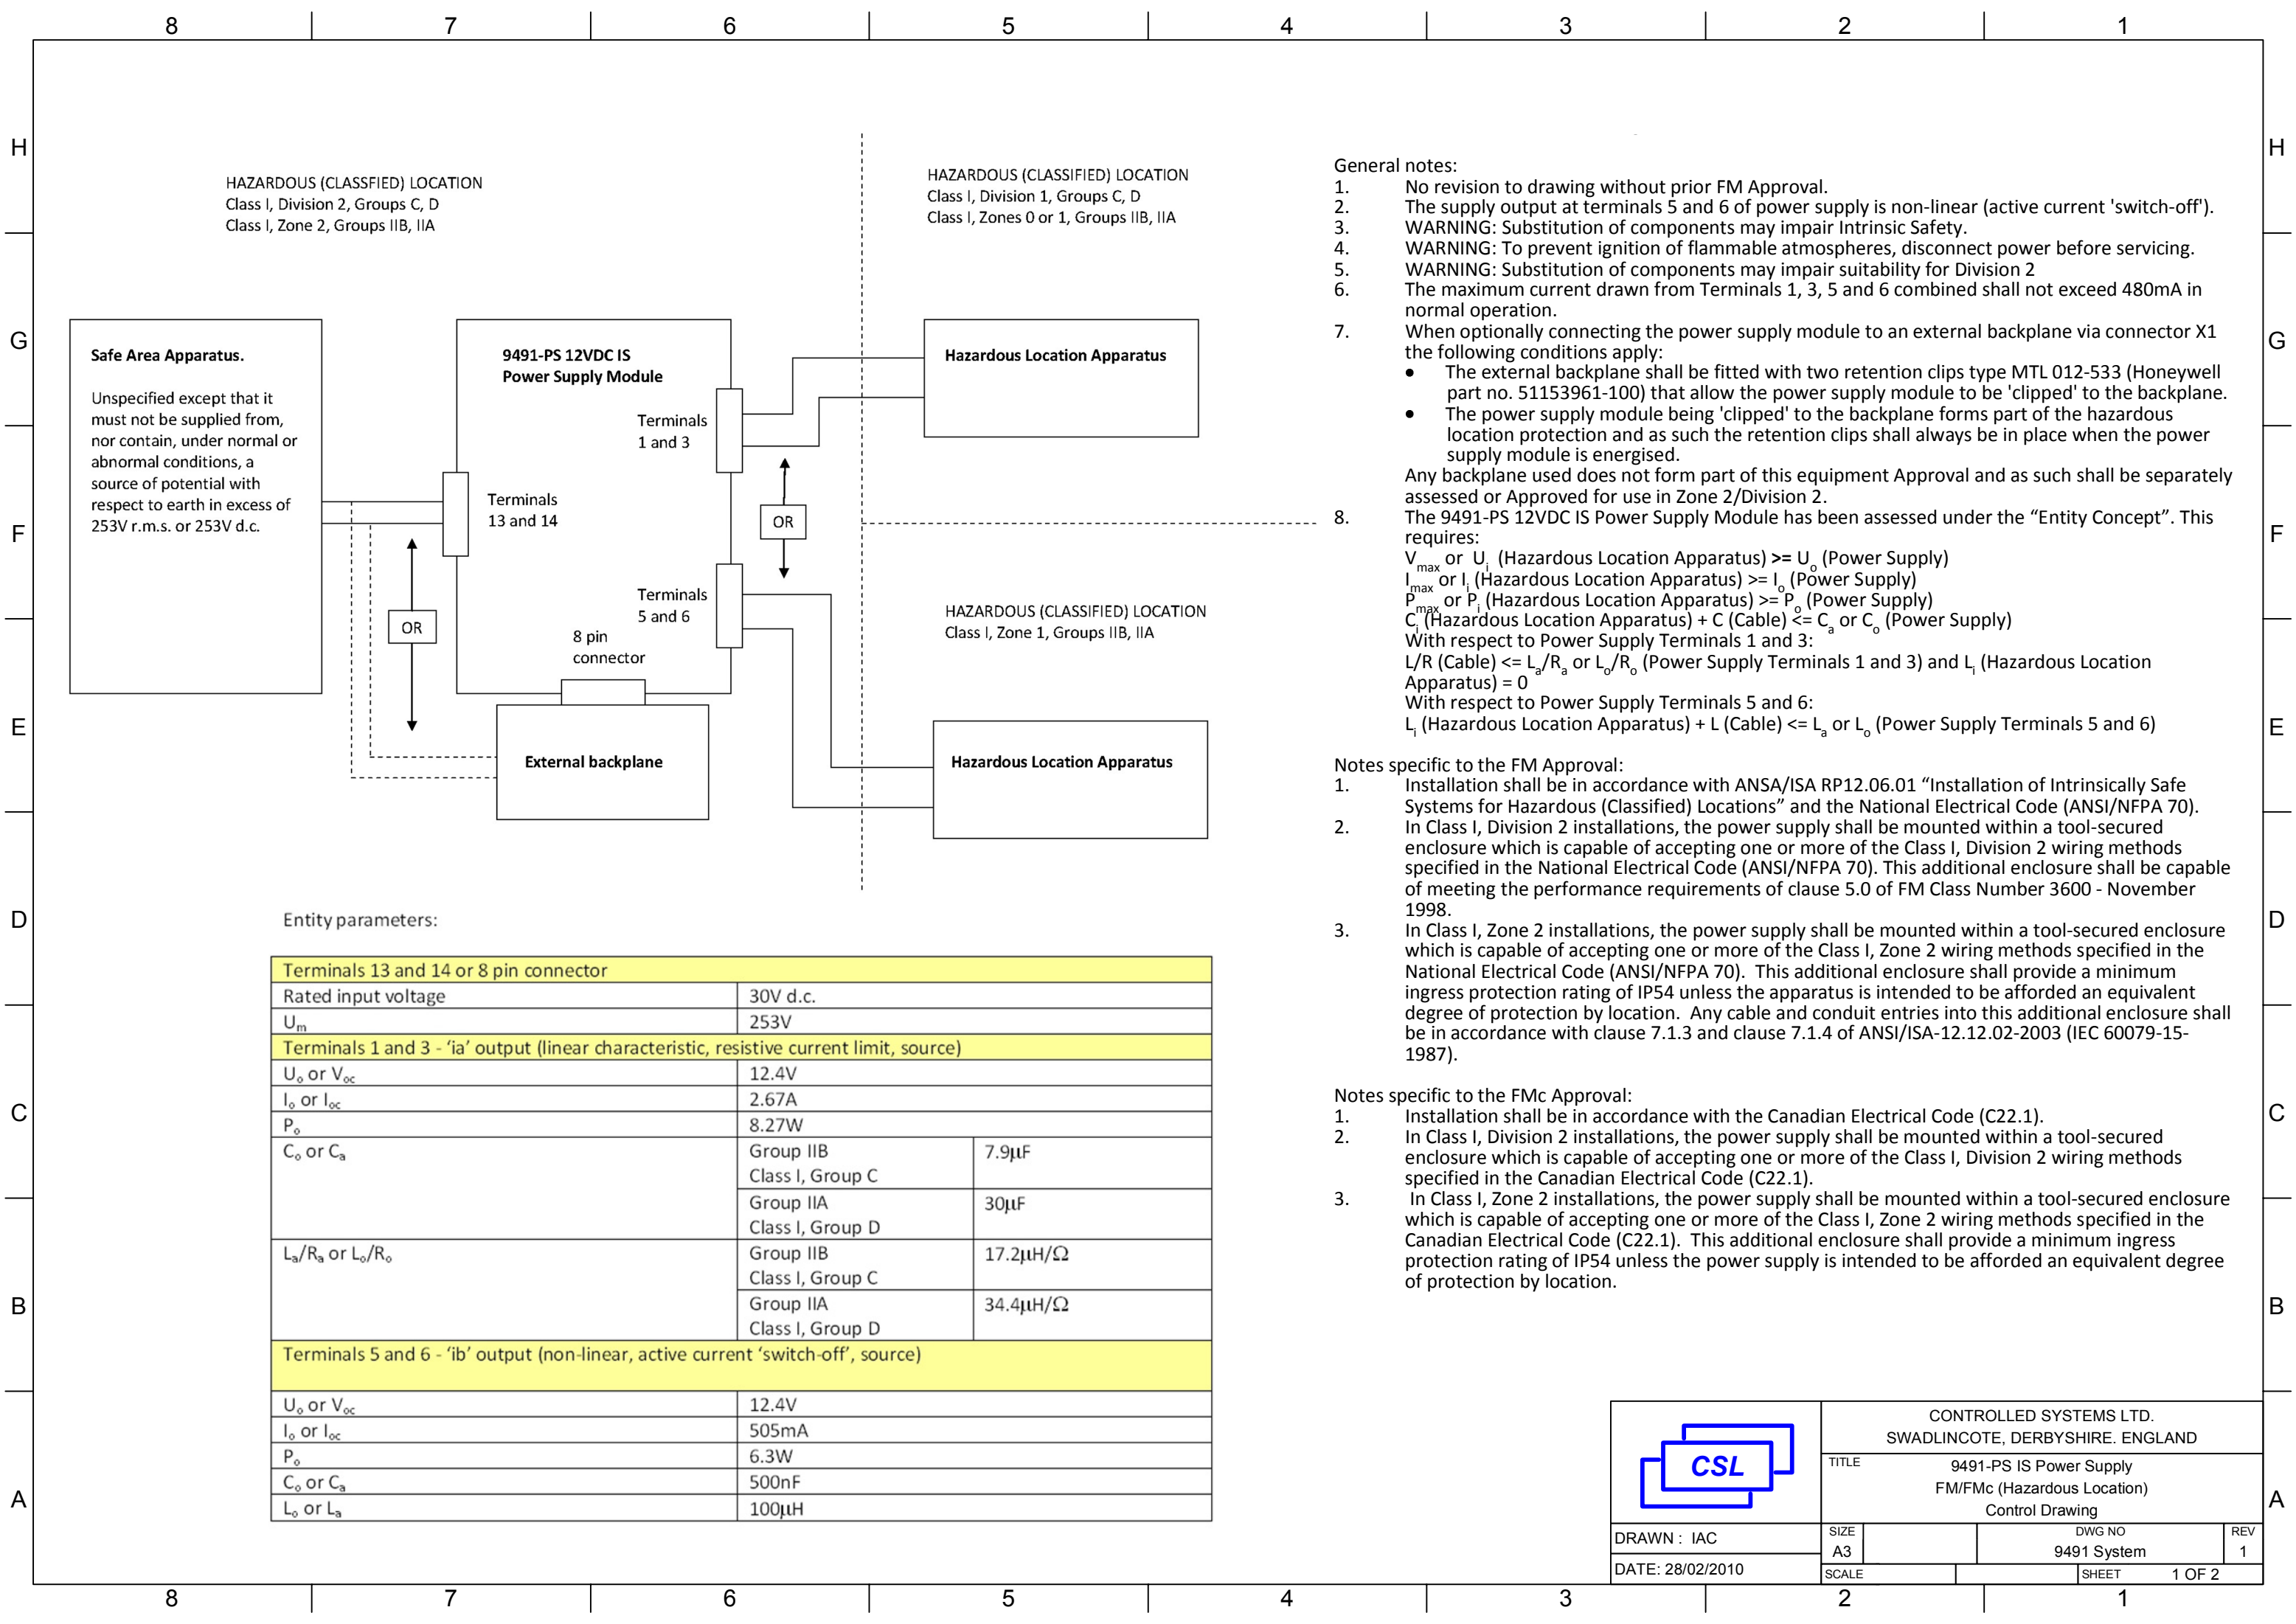 8 7 6 5 4 3 2 1
H
G
F
E
D
C
B
A
HAZARDOUS (CLASSFIED) LOCATION
Class I, Division 2, Groups C, D
Class I, Zone 2, Groups IIB, IIA
HAZARDOUS (CLASSIFIED) LOCATION
Class I, Division 1, Groups C, D
Class I, Zones 0 or 1, Groups IIB, IIA
Safe Area Apparatus.
Unspecified except that it
must not be supplied from,
nor contain, under normal or
abnormal conditions, a
source of potential with
respect to earth in excess of
253V r.m.s. or 253V d.c.
9491-PS 12VDC IS
Power Supply Module
Terminals
1 and 3
Terminals
13 and 14
Terminals
5 and 6
8 pin
connector
OR
OR
External backplane
Hazardous Location Apparatus
HAZARDOUS (CLASSIFIED) LOCATION
Class I, Zone 1, Groups IIB, IIA
Hazardous Location Apparatus
Entity parameters:
Terminals 13 and 14 or 8 pin connector
Rated input voltage 30V d.c.
Um 253V
Terminals 1 and 3 - ‘ia’ output (linear characteristic, resistive current limit, source)
Uo or Voc 12.4V
Io or Ioc 2.67A
Po 8.27W
Co or Ca Group IIB 7.9µF
Class I, Group C
Group IIA 30µF
Class I, Group D
La/Ra or Lo/Ro Group IIB 17.2µH/Ω
Class I, Group C
Group IIA 34.4µH/Ω
Class I, Group D
Terminals 5 and 6 - ‘ib’ output (non-linear, active current ‘switch-off’, source)
Uo or Voc 12.4V
Io or Ioc 505mA
Po 6.3W
Co or Ca 500nF
Lo or La 100µH
General notes:
1. No revision to drawing without prior FM Approval.
2. The supply output at terminals 5 and 6 of power supply is non-linear (active current 'switch-off').
3. WARNING: Substitution of components may impair Intrinsic Safety.
4. WARNING: To prevent ignition of flammable atmospheres, disconnect power before servicing.
5. WARNING: Substitution of components may impair suitability for Division 2
6. The maximum current drawn from Terminals 1, 3, 5 and 6 combined shall not exceed 480mA in
normal operation.
7. When optionally connecting the power supply module to an external backplane via connector X1
the following conditions apply:
• The external backplane shall be fitted with two retention clips type MTL 012-533 (Honeywell
part no. 51153961-100) that allow the power supply module to be 'clipped' to the backplane.
• The power supply module being 'clipped' to the backplane forms part of the hazardous
location protection and as such the retention clips shall always be in place when the power
supply module is energised.
Any backplane used does not form part of this equipment Approval and as such shall be separately
assessed or Approved for use in Zone 2/Division 2.
8. The 9491-PS 12VDC IS Power Supply Module has been assessed under the “Entity Concept”. This
requires:
Vmax or Ui (Hazardous Location Apparatus) >= Uo (Power Supply)
Imax or Ii (Hazardous Location Apparatus) >= Io (Power Supply)
Pmax or Pi (Hazardous Location Apparatus) >= Po (Power Supply)
Ci (Hazardous Location Apparatus) + C (Cable) <= Ca or Co (Power Supply)
With respect to Power Supply Terminals 1 and 3:
L/R (Cable) <= La/Ra or Lo/Ro (Power Supply Terminals 1 and 3) and Li (Hazardous Location
Apparatus) = 0
With respect to Power Supply Terminals 5 and 6:
Li (Hazardous Location Apparatus) + L (Cable) <= La or Lo (Power Supply Terminals 5 and 6)
Notes specific to the FM Approval:
1. Installation shall be in accordance with ANSA/ISA RP12.06.01 “Installation of Intrinsically Safe
Systems for Hazardous (Classified) Locations” and the National Electrical Code (ANSI/NFPA 70).
2. In Class I, Division 2 installations, the power supply shall be mounted within a tool-secured
enclosure which is capable of accepting one or more of the Class I, Division 2 wiring methods
specified in the National Electrical Code (ANSI/NFPA 70). This additional enclosure shall be capable
of meeting the performance requirements of clause 5.0 of FM Class Number 3600 - November
1998.
3. In Class I, Zone 2 installations, the power supply shall be mounted within a tool-secured enclosure
which is capable of accepting one or more of the Class I, Zone 2 wiring methods specified in the
National Electrical Code (ANSI/NFPA 70). This additional enclosure shall provide a minimum
ingress protection rating of IP54 unless the apparatus is intended to be afforded an equivalent
degree of protection by location. Any cable and conduit entries into this additional enclosure shall
be in accordance with clause 7.1.3 and clause 7.1.4 of ANSI/ISA-12.12.02-2003 (IEC 60079-15-
1987).
Notes specific to the FMc Approval:
1. Installation shall be in accordance with the Canadian Electrical Code (C22.1).
2. In Class I, Division 2 installations, the power supply shall be mounted within a tool-secured
enclosure which is capable of accepting one or more of the Class I, Division 2 wiring methods
specified in the Canadian Electrical Code (C22.1).
3. In Class I, Zone 2 installations, the power supply shall be mounted within a tool-secured enclosure
which is capable of accepting one or more of the Class I, Zone 2 wiring methods specified in the
Canadian Electrical Code (C22.1). This additional enclosure shall provide a minimum ingress
protection rating of IP54 unless the power supply is intended to be afforded an equivalent degree
of protection by location.
CSL
CONTROLLED SYSTEMS LTD.
SWADLINCOTE, DERBYSHIRE. ENGLAND
TITLE 9491-PS IS Power Supply
FM/FMc (Hazardous Location)
Control Drawing
DRAWN : IAC
DATE: 28/02/2010
SIZE
A3
DWG NO
9491 System
REV
1
SCALE
SHEET 1 OF 2
H
G
F
E
D
C
B
A
8 7 6 5 4 3 2 1